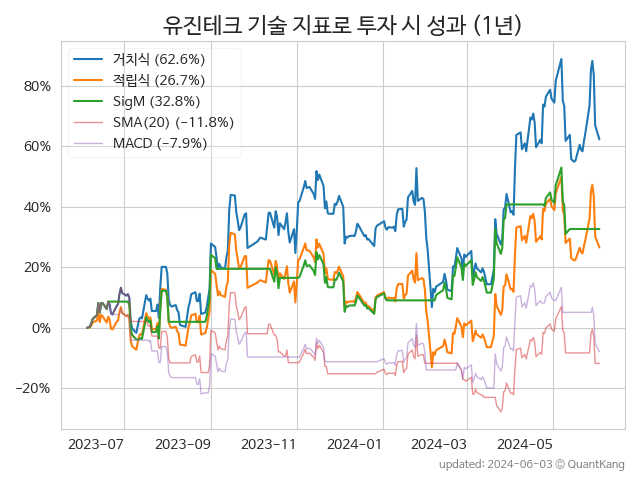 유진테크 기술 지표로 투자 시 성과 (1년)
거치식 (62.6%)
적립식 (26.7%)
SigM (32.8%)
SMA(20) (−11.8%)
MACD (−7.9%)
80%
60%
40%
20%
0%
−20%
2023-07 2023-09 2023-11 2024-01 2024-03 2024-05
updated: 2024-06-03 ⓒ QuantKang